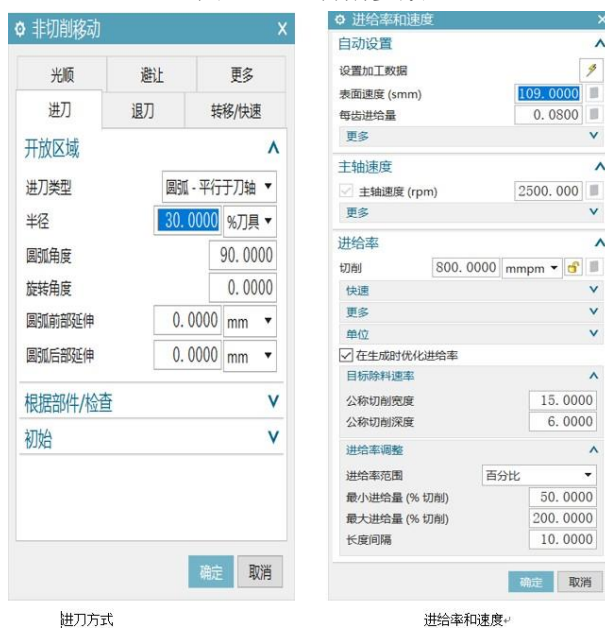 非切削移动 X
光顺 避让 更多
进刀 退刀 转移/快速
开放区域
进刀类型 圆弧 - 平行于刀轴
半径 30.0000 %刀具
圆弧角度 90.0000
旋转角度 0.0000
圆弧前部延伸 0.0000 mm
圆弧后部延伸 0.0000 mm
根据部件/检查
初始
确定 取消
进刀方式
进给率和速度 X
自动设置
设置加工数据
表面速度 (smm) 109.0000
每齿进给量 0.0800
更多
主轴速度
主轴速度 (rpm) 2500.000
更多
进给率
切削 800.0000 mmpm
快速
更多
单位
在生成时优化进给率
目标除料速率
公称切削宽度 15.0000
公称切削深度 6.0000
进给率调整
进给率范围 百分比
最小进给量 (% 切削) 50.0000
最大进给量 (% 切削) 200.0000
长度间隔 10.0000
确定 取消
进给率和速度